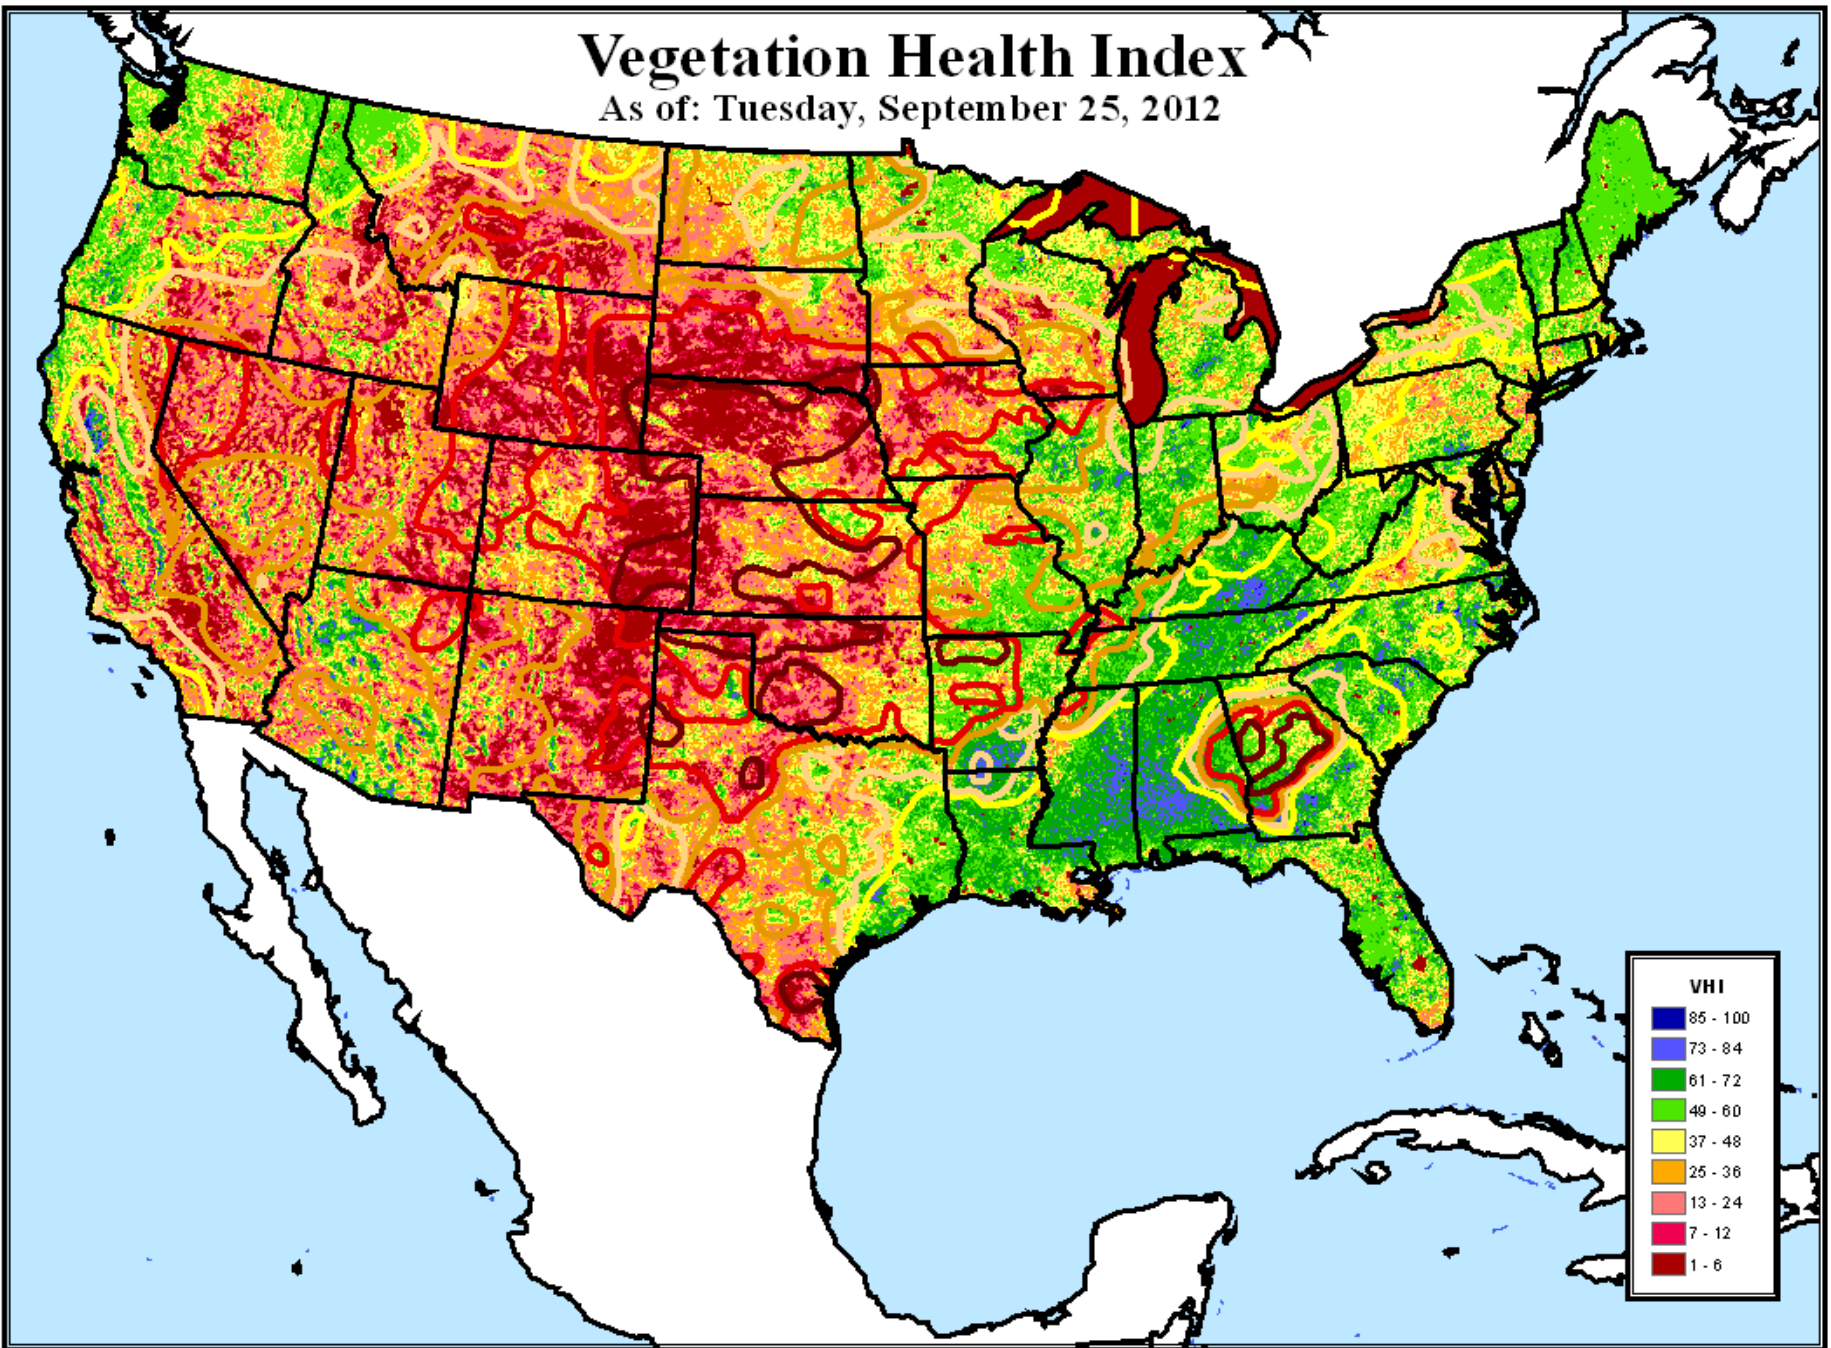 Vegetation Health Index
As of: Tuesday, September 25, 2012
VHI
85 - 100
73 - 84
61 - 72
49 - 60
37 - 48
25 - 36
13 - 24
7 - 12
1 - 6